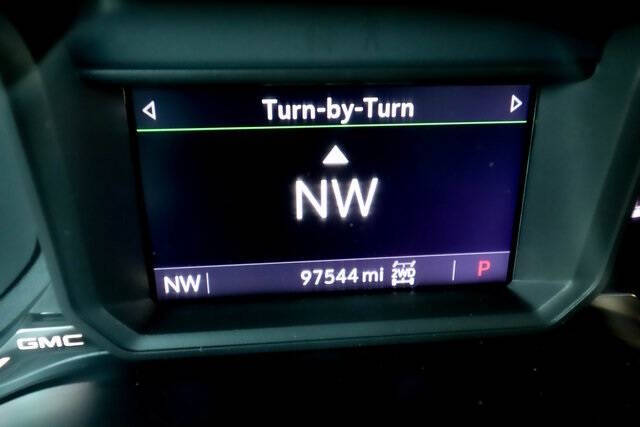 Turn-by-Turn
NW
NW 97544 mi 2WD P
GMC